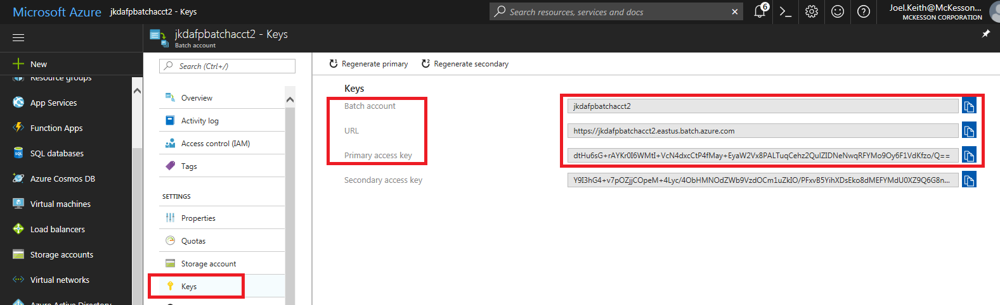 Microsoft Azure jkdafpbatchacct2 - Keys
Search resources, services and docs
6
Joel.Keith@McKesson...
MCKESSON CORPORATION
jkdafpbatchacct2 - Keys
Batch account
New
Resource groups
App Services
Function Apps
SQL databases
Azure Cosmos DB
Virtual machines
Load balancers
Storage accounts
Virtual networks
Azure Active Directory
Search (Ctrl+/)
Overview
Activity log
Access control (IAM)
Tags
SETTINGS
Properties
Quotas
Storage account
Keys
Regenerate primary
Regenerate secondary
Keys
Batch account
jkdafpbatchacct2
URL
https://jkdafpbatchacct2.eastus.batch.azure.com
Primary access key
dtHu6sG+rAYKr0I6WMtI+VcN4dxcCtP4fMay+EyaW2Vx8PALTuqCehz2QulZIDNeNwqRFYMo9Oy6F1VdKfzo/Q==
Secondary access key
Y9I3hG4+v7pOZjjCOpeM+4Lyc/4ObHMNOdZWb9VzdOCm1uZkIO/PFxvB5YihXDsEko8dMEFYMdU0XZ9Q6G8n...